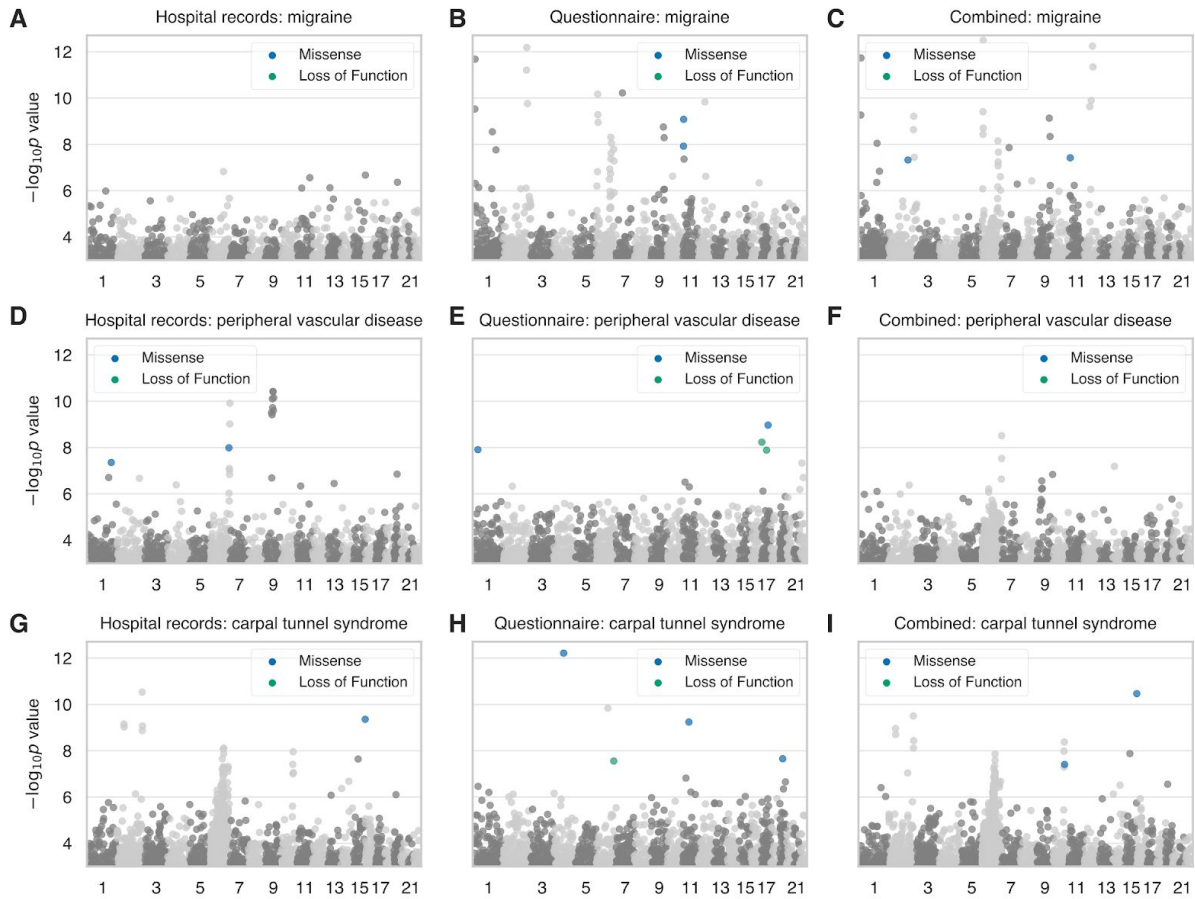 A
Hospital records: migraine
B
Questionnaire: migraine
C
Combined: migraine
Missense
Loss of Function
Missense
Loss of Function
Missense
Loss of Function
−log10p value
12
10
8
6
4
1 3 5 7 9 11 13 15 17 21
1 3 5 7 9 11 13 15 17 21
1 3 5 7 9 11 13 15 17 21
D
Hospital records: peripheral vascular disease
E
Questionnaire: peripheral vascular disease
F
Combined: peripheral vascular disease
Missense
Loss of Function
Missense
Loss of Function
Missense
Loss of Function
−log10p value
12
10
8
6
4
1 3 5 7 9 11 13 15 17 21
1 3 5 7 9 11 13 15 17 21
1 3 5 7 9 11 13 15 17 21
G
Hospital records: carpal tunnel syndrome
H
Questionnaire: carpal tunnel syndrome
I
Combined: carpal tunnel syndrome
Missense
Loss of Function
Missense
Loss of Function
Missense
Loss of Function
−log10p value
12
10
8
6
4
1 3 5 7 9 11 13 15 17 21
1 3 5 7 9 11 13 15 17 21
1 3 5 7 9 11 13 15 17 21